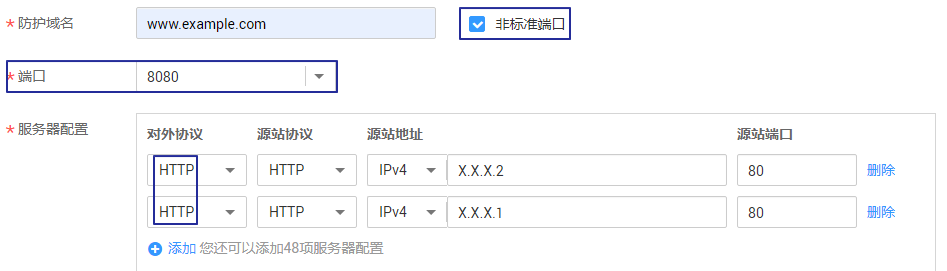 * 防护域名 www.example.com 非标准端口
* 端口 8080
* 服务器配置 对外协议 源站协议 源站地址 源站端口
HTTP HTTP IPv4 X.X.X.2 80 删除
HTTP HTTP IPv4 X.X.X.1 80 删除
添加 您还可以添加48项服务器配置